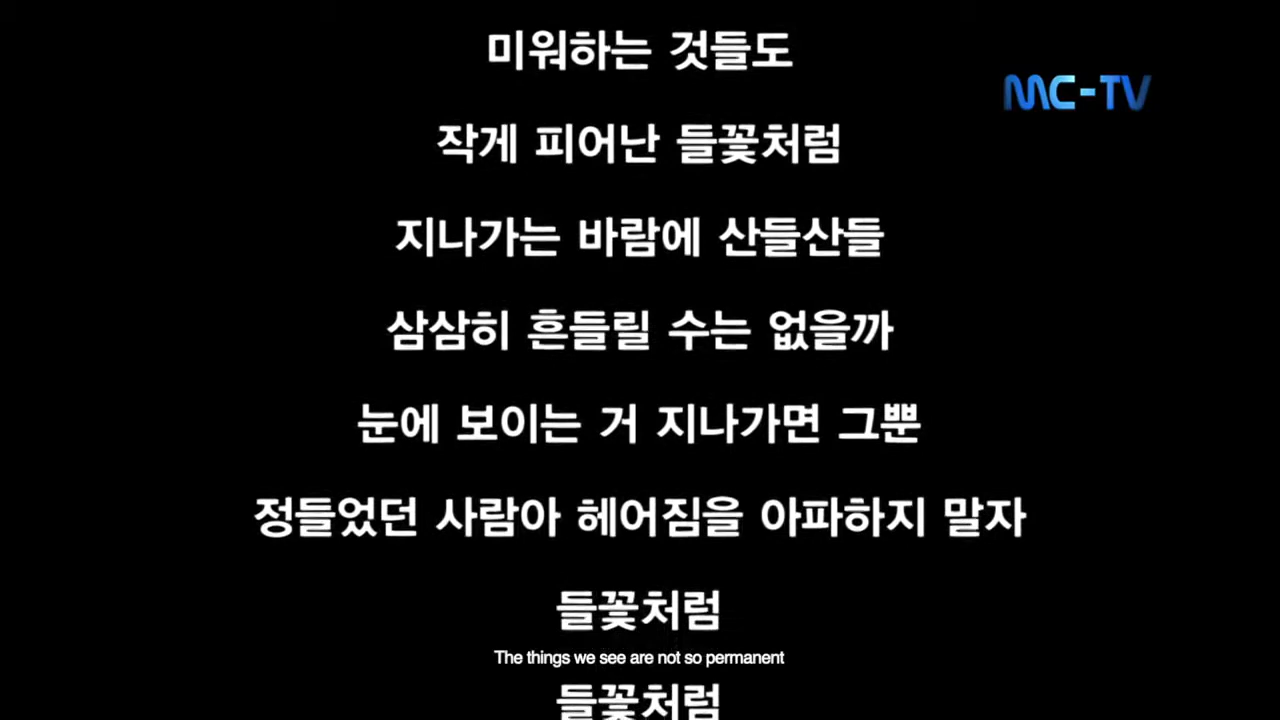 미워하는 것들도
MC-TV
작게 피어난 들꽃처럼
지나가는 바람에 산들산들
삼삼히 흔들릴 수는 없을까
눈에 보이는 거 지나가면 그뿐
정들었던 사람아 헤어짐을 아파하지 말자
들꽃처럼
The things we see are not so permanent
들꽃처럼